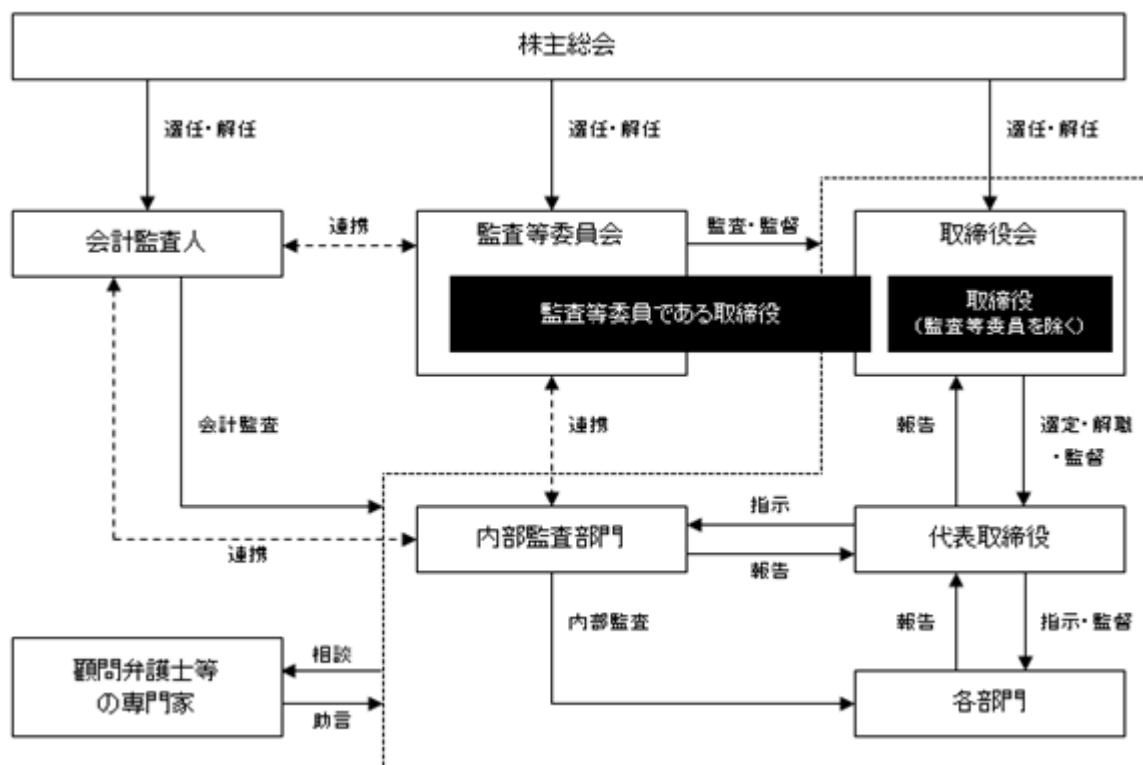 株主総会
選任・解任
選任・解任
選任・解任
会計監査人
連携
監査等委員会
監査・監督
取締役会
監査等委員である取締役
取締役
(監査等委員を除く)
会計監査
連携
報告
選定・解職
・監督
連携
内部監査部門
指示
報告
代表取締役
内部監査
報告
指示・監督
顧問弁護士等
の専門家
相談
助言
各部門